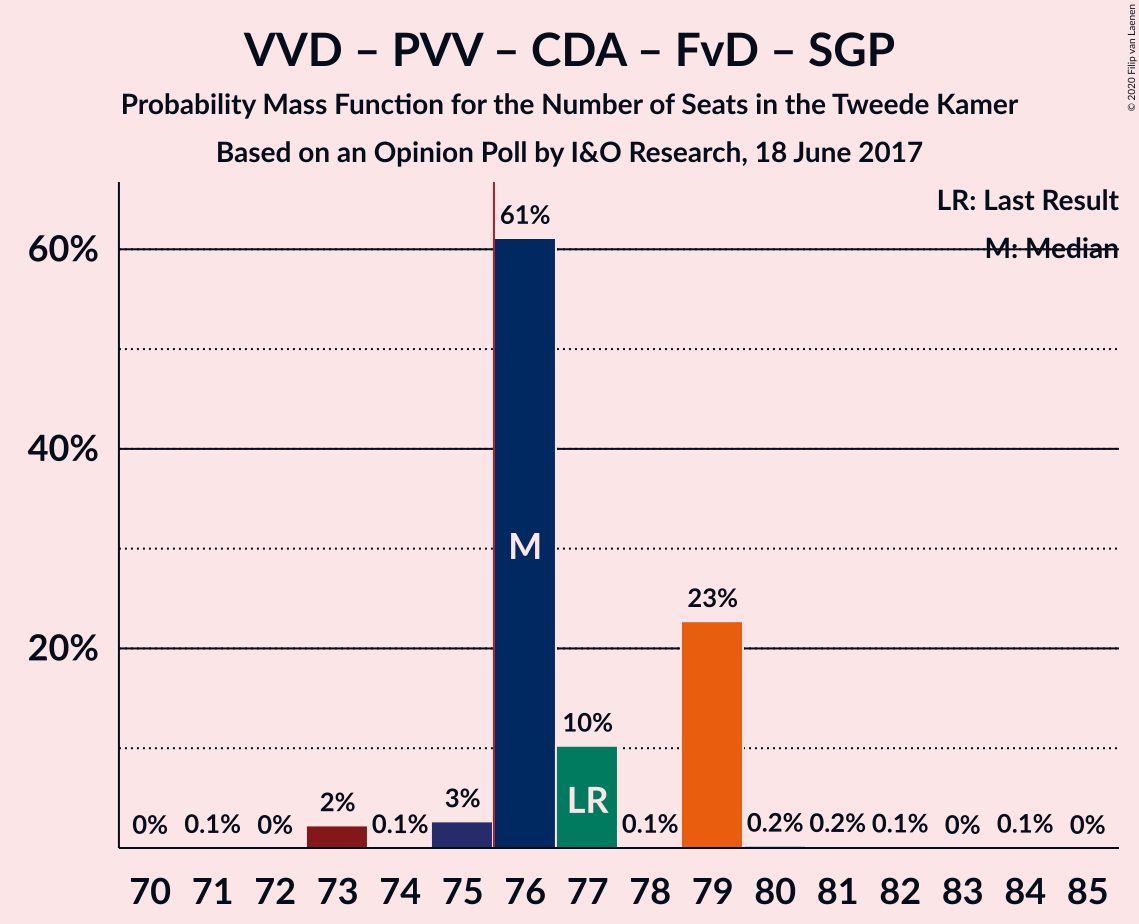 VVD – PVV – CDA – FvD – SGP
Probability Mass Function for the Number of Seats in the Tweede Kamer
Based on an Opinion Poll by I&O Research, 18 June 2017
© 2020 Filip van Laenen
LR: Last Result
M: Median
60%
40%
20%
0%
0.1%
0%
2%
0.1%
3%
61%
M
10%
LR
0.1%
23%
0.2%
0.2%
0.1%
0%
0.1%
0%
70 71 72 73 74 75 76 77 78 79 80 81 82 83 84 85